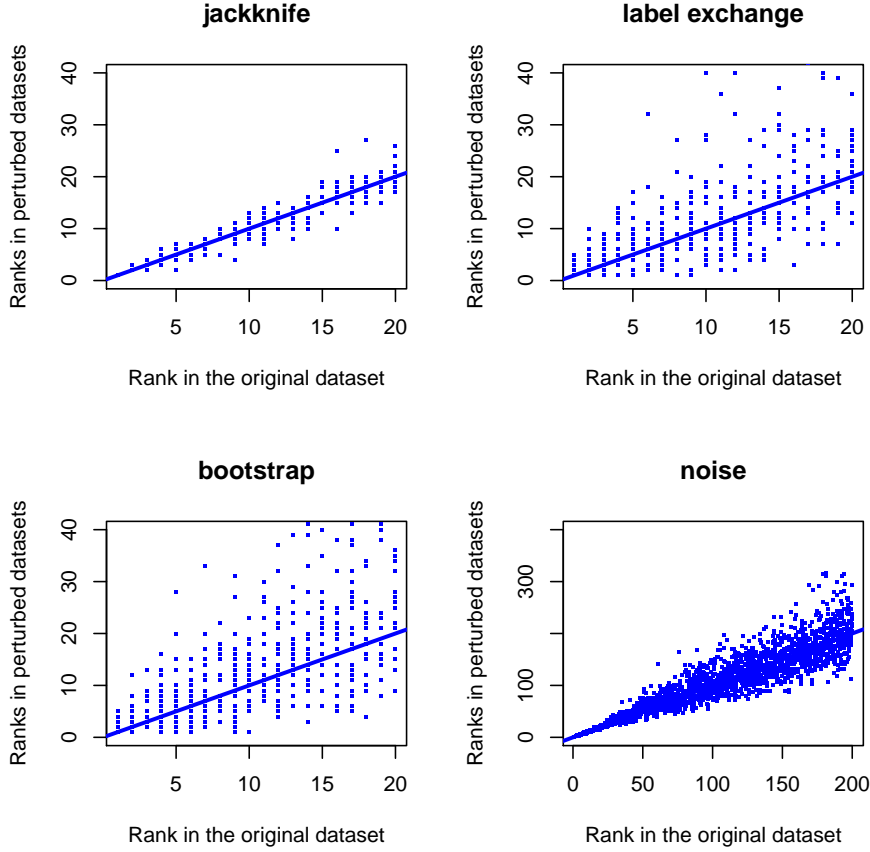 jackknife
Ranks in perturbed datasets
40
30
20
10
0
5 10 15 20
Rank in the original dataset
label exchange
Ranks in perturbed datasets
40
30
20
10
0
5 10 15 20
Rank in the original dataset
bootstrap
Ranks in perturbed datasets
40
30
20
10
0
5 10 15 20
Rank in the original dataset
noise
Ranks in perturbed datasets
300
100
0
0 50 100 150 200
Rank in the original dataset